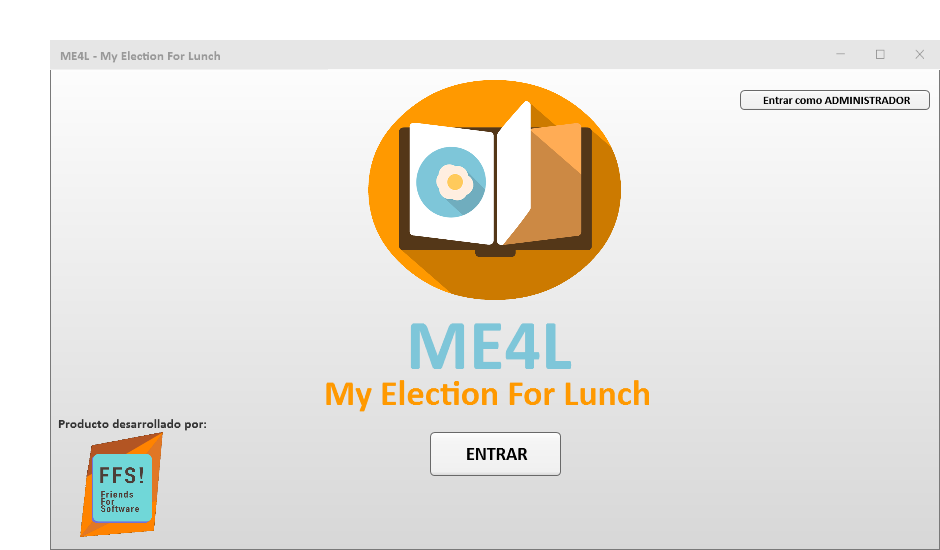 ME4L - My Election For Lunch
Entrar como ADMINISTRADOR
ME4L
My Election For Lunch
ENTRAR
Producto desarrollado por:
FFS!
Friends
For
Software